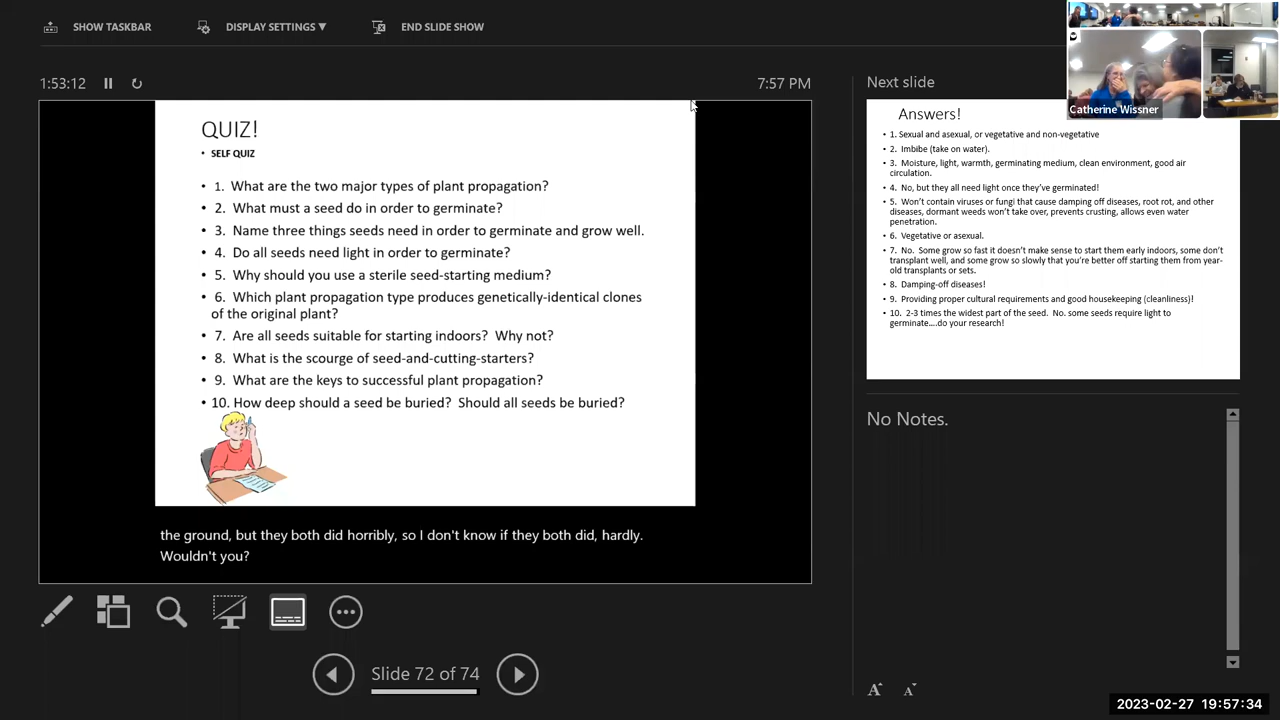 SHOW TASKBAR
DISPLAY SETTINGS ▼
END SLIDE SHOW
1:53:12
7:57 PM
QUIZ!
• SELF QUIZ
• 1. What are the two major types of plant propagation?
• 2. What must a seed do in order to germinate?
• 3. Name three things seeds need in order to germinate and grow well.
• 4. Do all seeds need light in order to germinate?
• 5. Why should you use a sterile seed-starting medium?
• 6. Which plant propagation type produces genetically-identical clones
of the original plant?
• 7. Are all seeds suitable for starting indoors? Why not?
• 8. What is the scourge of seed-and-cutting-starters?
• 9. What are the keys to successful plant propagation?
• 10. How deep should a seed be buried? Should all seeds be buried?
the ground, but they both did horribly, so I don't know if they both did, hardly.
Wouldn't you?
Slide 72 of 74
Next slide
Catherine Wissner
Answers!
• 1. Sexual and asexual, or vegetative and non-vegetative
• 2. Imbibe (take on water).
• 3. Moisture, light, warmth, germinating medium, clean environment, good air
circulation.
• 4. No, but they all need light once they've germinated!
• 5. Won't contain viruses or fungi that cause damping off diseases, root rot, and other
diseases, dormant weeds won't take over, prevents crusting, allows even water
penetration.
• 6. Vegetative or asexual.
• 7. No. Some grow so fast it doesn't make sense to start them early indoors, some don't
transplant well, and some grow so slowly that you're better off starting them from year-
old transplants or sets.
• 8. Damping-off diseases!
• 9. Providing proper cultural requirements and good housekeeping (cleanliness)!
• 10. 2-3 times the widest part of the seed. No. some seeds require light to
germinate....do your research!
No Notes.
A A
2023-02-27 19:57:34